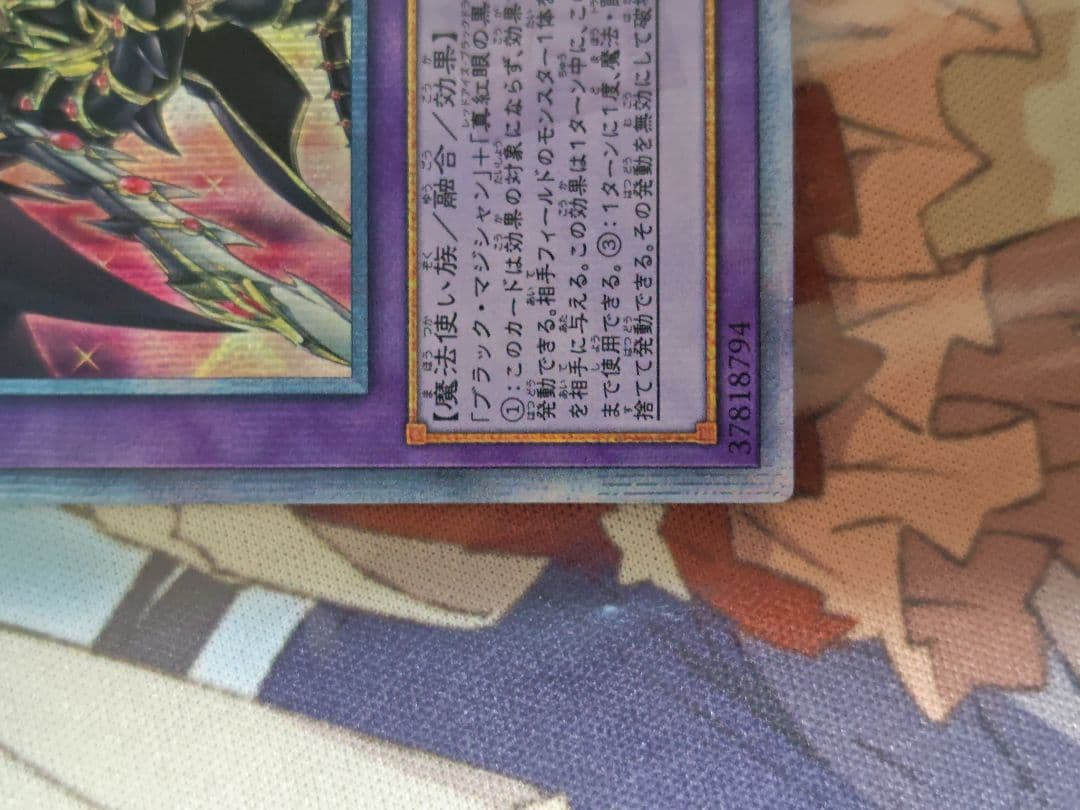 【魔法使い族／融合／効果】
「ブラック・マジシャン」＋「真紅眼の黒
①：このカードは効果の対象にならず、効果
発動できる。相手フィールドのモンスター1体を
を相手に与える。この効果は1ターン中に、こ
まで使用できる。③：1ターンに1度、魔法・
捨てて発動できる。その発動を無効にして破壊
37818794